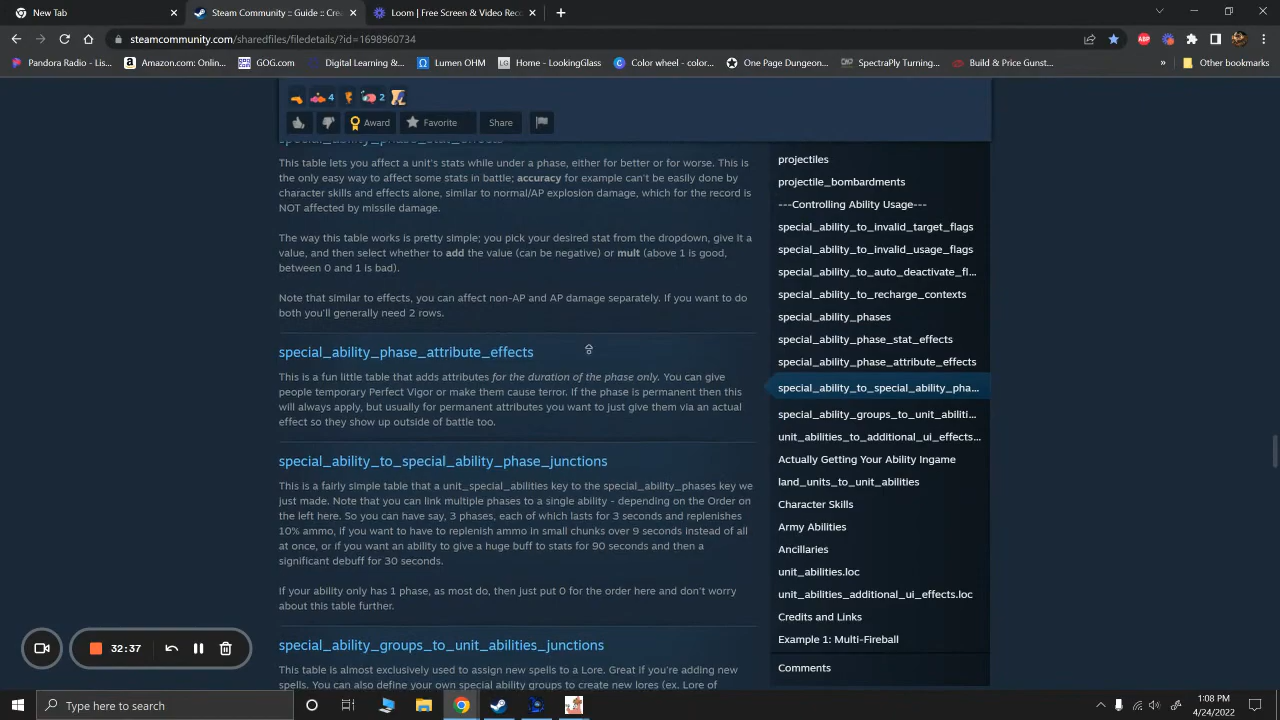 New Tab
Steam Community :: Guide :: Cre
Loom | Free Screen & Video Rec
steamcommunity.com/sharedfiles/filedetails/?id=1698960734
ABP
Pandora Radio - Lis...
Amazon.com: Onlin...
GOG.com
Digital Learning &...
Lumen OHM
LG
Home - LookingGlass
Color wheel - color...
One Page Dungeon...
SpectraPly Turning...
Build & Price Gunst...
»
Other bookmarks
4
2
Award
Favorite
Share
special_ability_phase_stat_effects
This table lets you affect a unit's stats while under a phase, either for better or for worse. This is
the only easy way to affect some stats in battle; accuracy for example can't be easily done by
character skills and effects alone, similar to normal/AP explosion damage, which for the record is
NOT affected by missile damage.
The way this table works is pretty simple; you pick your desired stat from the dropdown, give it a
value, and then select whether to add the value (can be negative) or mult (above 1 is good,
between 0 and 1 is bad).
Note that similar to effects, you can affect non-AP and AP damage separately. If you want to do
both you'll generally need 2 rows.
special_ability_phase_attribute_effects
This is a fun little table that adds attributes for the duration of the phase only. You can give
people temporary Perfect Vigor or make them cause terror. If the phase is permanent then this
will always apply, but usually for permanent attributes you want to just give them via an actual
effect so they show up outside of battle too.
special_ability_to_special_ability_phase_junctions
This is a fairly simple table that a unit_special_abilities key to the special_ability_phases key we
just made. Note that you can link multiple phases to a single ability - depending on the Order on
the left here. So you can have say, 3 phases, each of which lasts for 3 seconds and replenishes
10% ammo, if you want to have to replenish ammo in small chunks over 9 seconds instead of all
at once, or if you want an ability to give a huge buff to stats for 90 seconds and then a
significant debuff for 30 seconds.
If your ability only has 1 phase, as most do, then just put 0 for the order here and don't worry
about this table further.
special_ability_groups_to_unit_abilities_junctions
This table is almost exclusively used to assign new spells to a Lore. Great if you're adding new
spells. You can also define your own special ability groups to create new lores (ex. Lore of
projectiles
projectile_bombardments
---Controlling Ability Usage---
special_ability_to_invalid_target_flags
special_ability_to_invalid_usage_flags
special_ability_to_auto_deactivate_fl...
special_ability_to_recharge_contexts
special_ability_phases
special_ability_phase_stat_effects
special_ability_phase_attribute_effects
special_ability_to_special_ability_pha...
special_ability_groups_to_unit_abiliti...
unit_abilities_to_additional_ui_effects...
Actually Getting Your Ability Ingame
land_units_to_unit_abilities
Character Skills
Army Abilities
Ancillaries
unit_abilities.loc
unit_abilities_additional_ui_effects.loc
Credits and Links
Example 1: Multi-Fireball
Comments
32:37
Type here to search
1:08 PM
4/24/2022